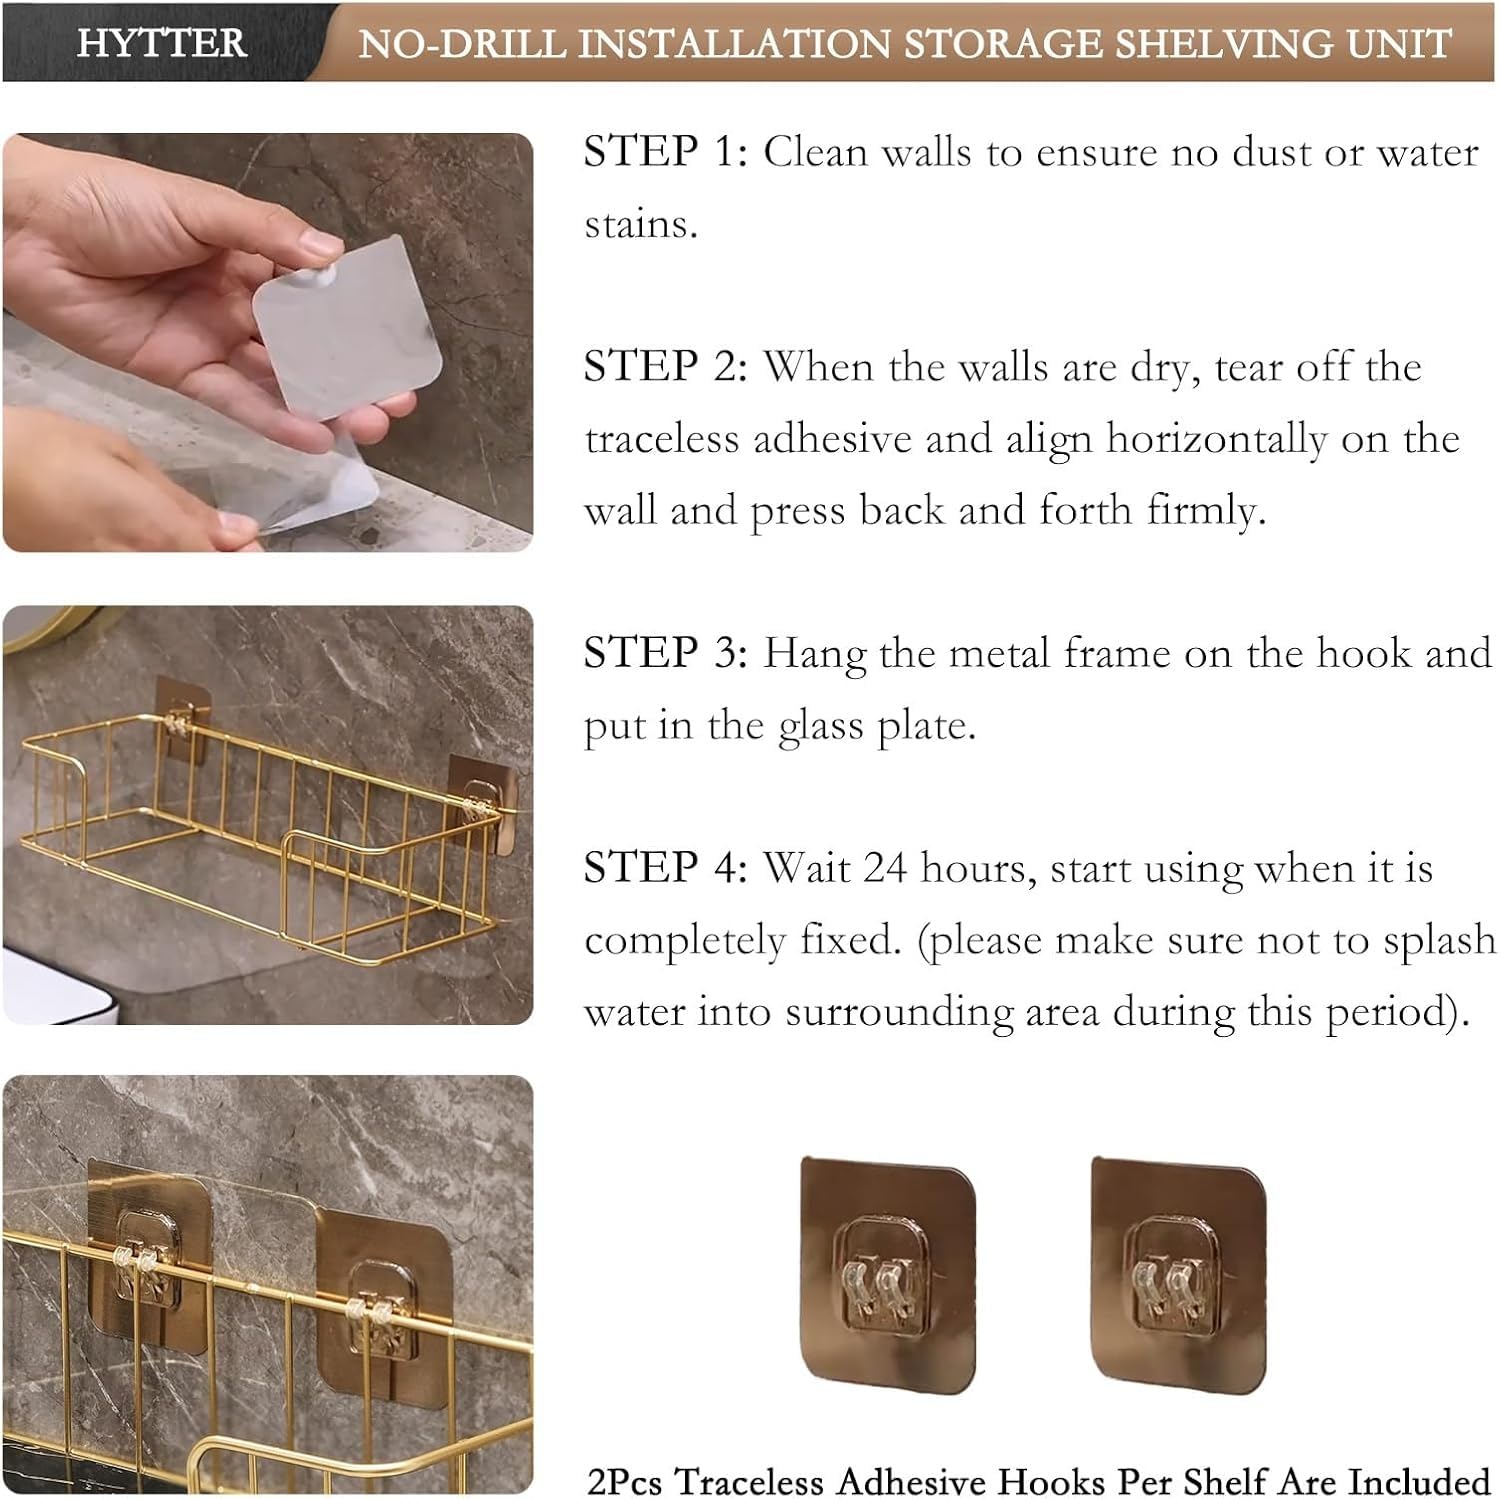 HYTTER
NO-DRILL INSTALLATION STORAGE SHELVING UNIT
STEP 1: Clean walls to ensure no dust or water
stains.
STEP 2: When the walls are dry, tear off the
traceless adhesive and align horizontally on the
wall and press back and forth firmly.
STEP 3: Hang the metal frame on the hook and
put in the glass plate.
STEP 4: Wait 24 hours, start using when it is
completely fixed. (please make sure not to splash
water into surrounding area during this period).
2Pcs Traceless Adhesive Hooks Per Shelf Are Included